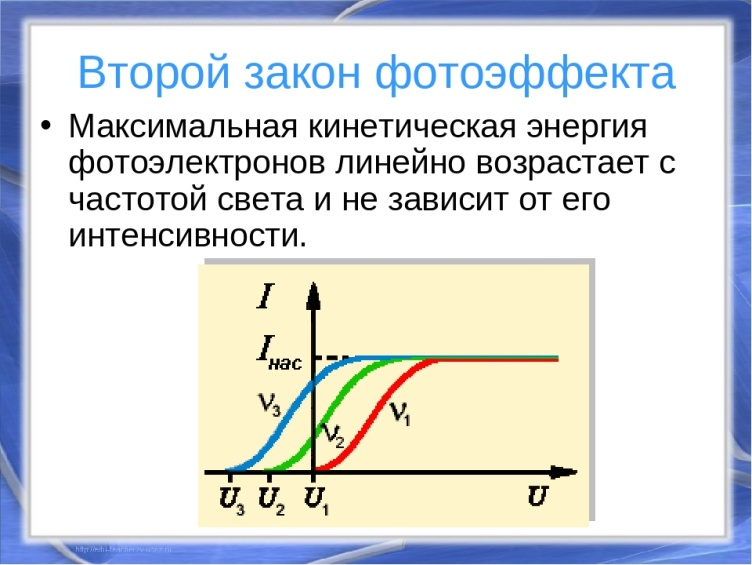 Второй закон фотоэффекта
• Максимальная кинетическая энергия
фотоэлектронов линейно возрастает с
частотой света и не зависит от его
интенсивности.
I
Iнас
ν3
ν2
ν1
U3 U2 U1 U